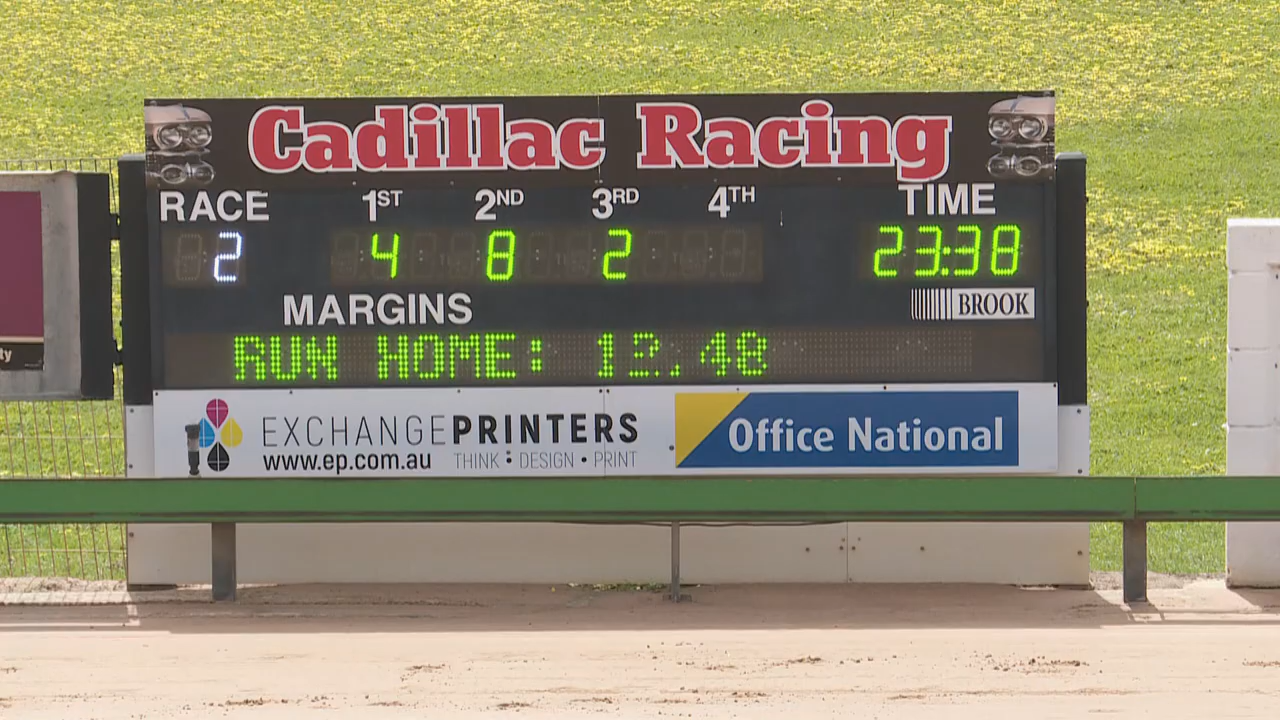 Cadillac Racing
RACE 1ST 2ND 3RD 4TH TIME
2 4 8 2 23:38
MARGINS BROOK
RUN HOME: 12.48
EXCHANGEPRINTERS
www.ep.com.au THINK • DESIGN • PRINT
Office National
ty